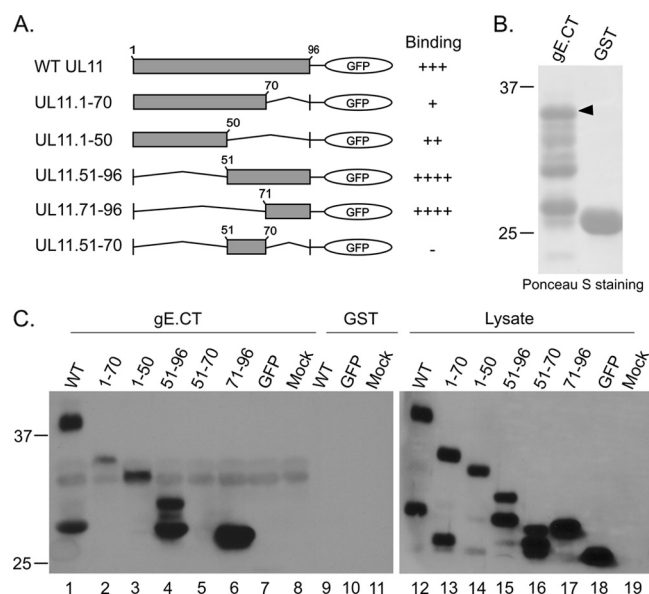 A.
Binding
1 96
WT UL11 GFP +++
70
UL11.1-70 GFP +
50
UL11.1-50 GFP ++
51
UL11.51-96 GFP ++++
71
UL11.71-96 GFP ++++
51 70
UL11.51-70 GFP -
B.
gE.CT GST
37
25
Ponceau S staining
C.
gE.CT GST Lysate
WT 1-70 1-50 51-96 51-70 71-96 GFP Mock WT GFP Mock WT 1-70 1-50 51-96 51-70 71-96 GFP Mock
37
25
1 2 3 4 5 6 7 8 9 10 11 12 13 14 15 16 17 18 19